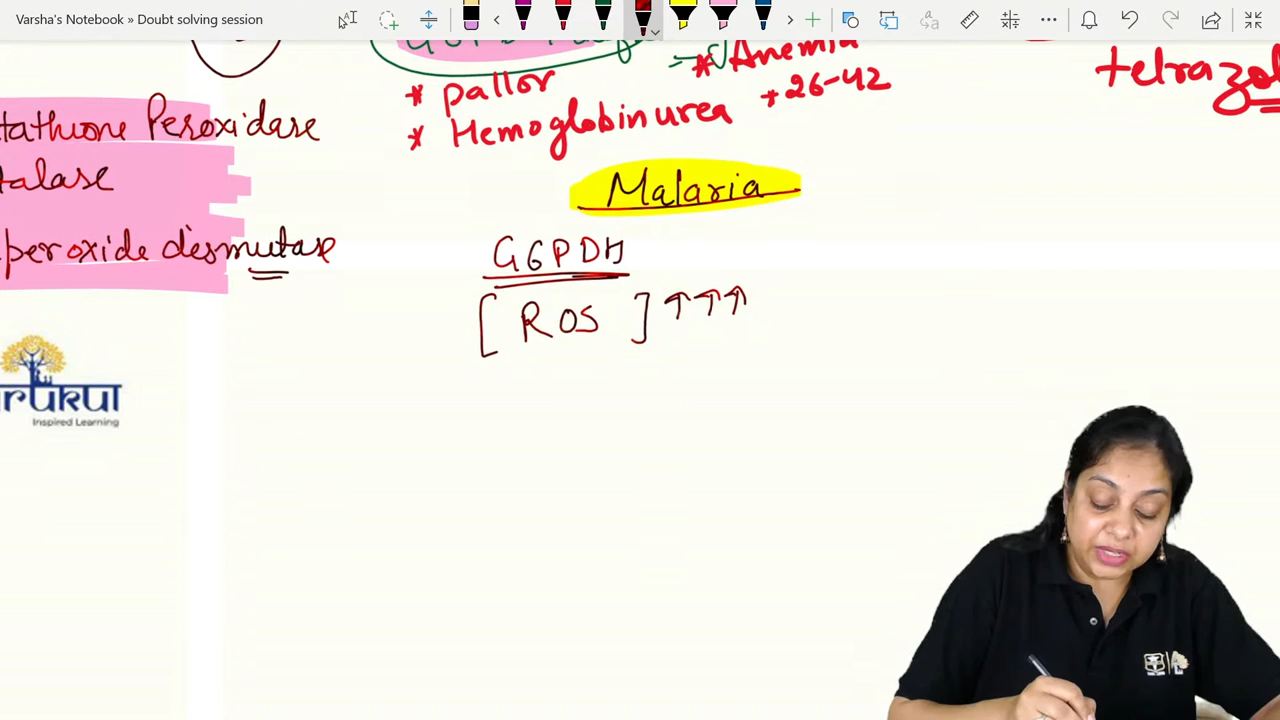 Varsha's Notebook » Doubt solving session
Anemia
* pallor
* 26-42
* Hemoglobinurea
tetrazol
tathione Peroxidase
talase
peroxide desmutase
Malaria
G6PDH
[ ROS ] ↑↑↑
rukul
Inspired Learning